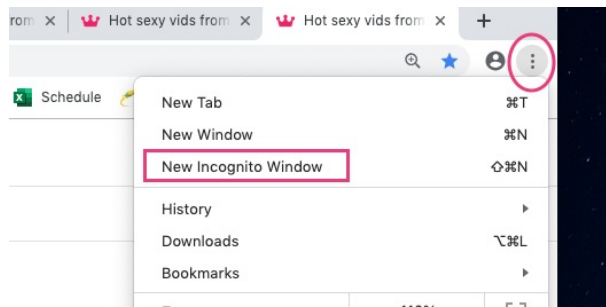 rom × Hot sexy vids from × Hot sexy vids from × +
Schedule
New Tab ⌘T
New Window ⌘N
New Incognito Window ⇧⌘N
History
Downloads ⌥⌘L
Bookmarks